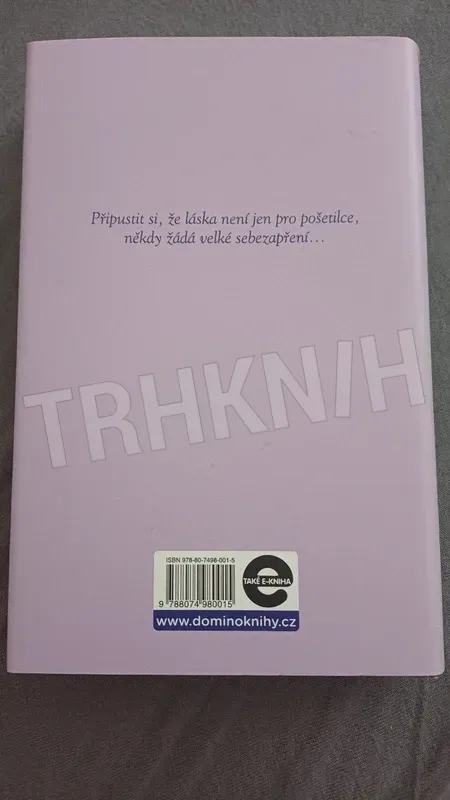 Připustit si, že láska není jen pro pošetilce,
někdy žádá velké sebezapření...
TRHKNIH
ISBN 978-80-7498-001-5
9 788074 980015
e
TAKÉ E-KNIHA
www.dominoknihy.cz